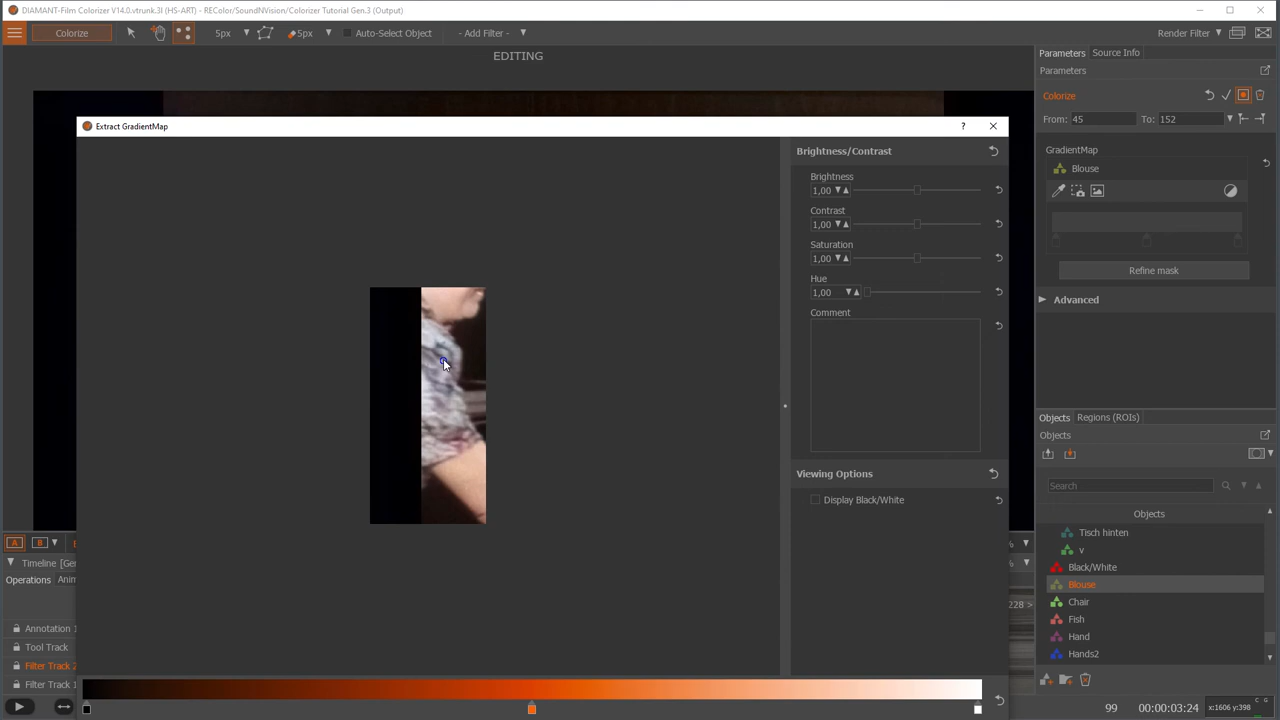 DIAMANT-Film Colorizer V14.0.vtrunk.3l (HS-ART) - REColor/SoundNVision/Colorizer Tutorial Gen.3 (Output)
Colorize 5px 5px Auto-Select Object - Add Filter - Render Filter
EDITING
Parameters Source Info
Parameters
Colorize
From: 45 To: 152
GradientMap
Blouse
Refine mask
Advanced
Extract GradientMap ?
Brightness/Contrast
Brightness
1,00
Contrast
1,00
Saturation
1,00
Hue
1,00
Comment
Viewing Options
Display Black/White
Objects Regions (ROIs)
Objects
Search
Objects
Tisch hinten
v
Black/White
Blouse
Chair
Fish
Hand
Hands2
A B %
Timeline [Ge %
Operations Anim
228 >
Annotation 1
Tool Track
Filter Track 2
Filter Track 1
99 00:00:03:24 x:1606 y:398 C G